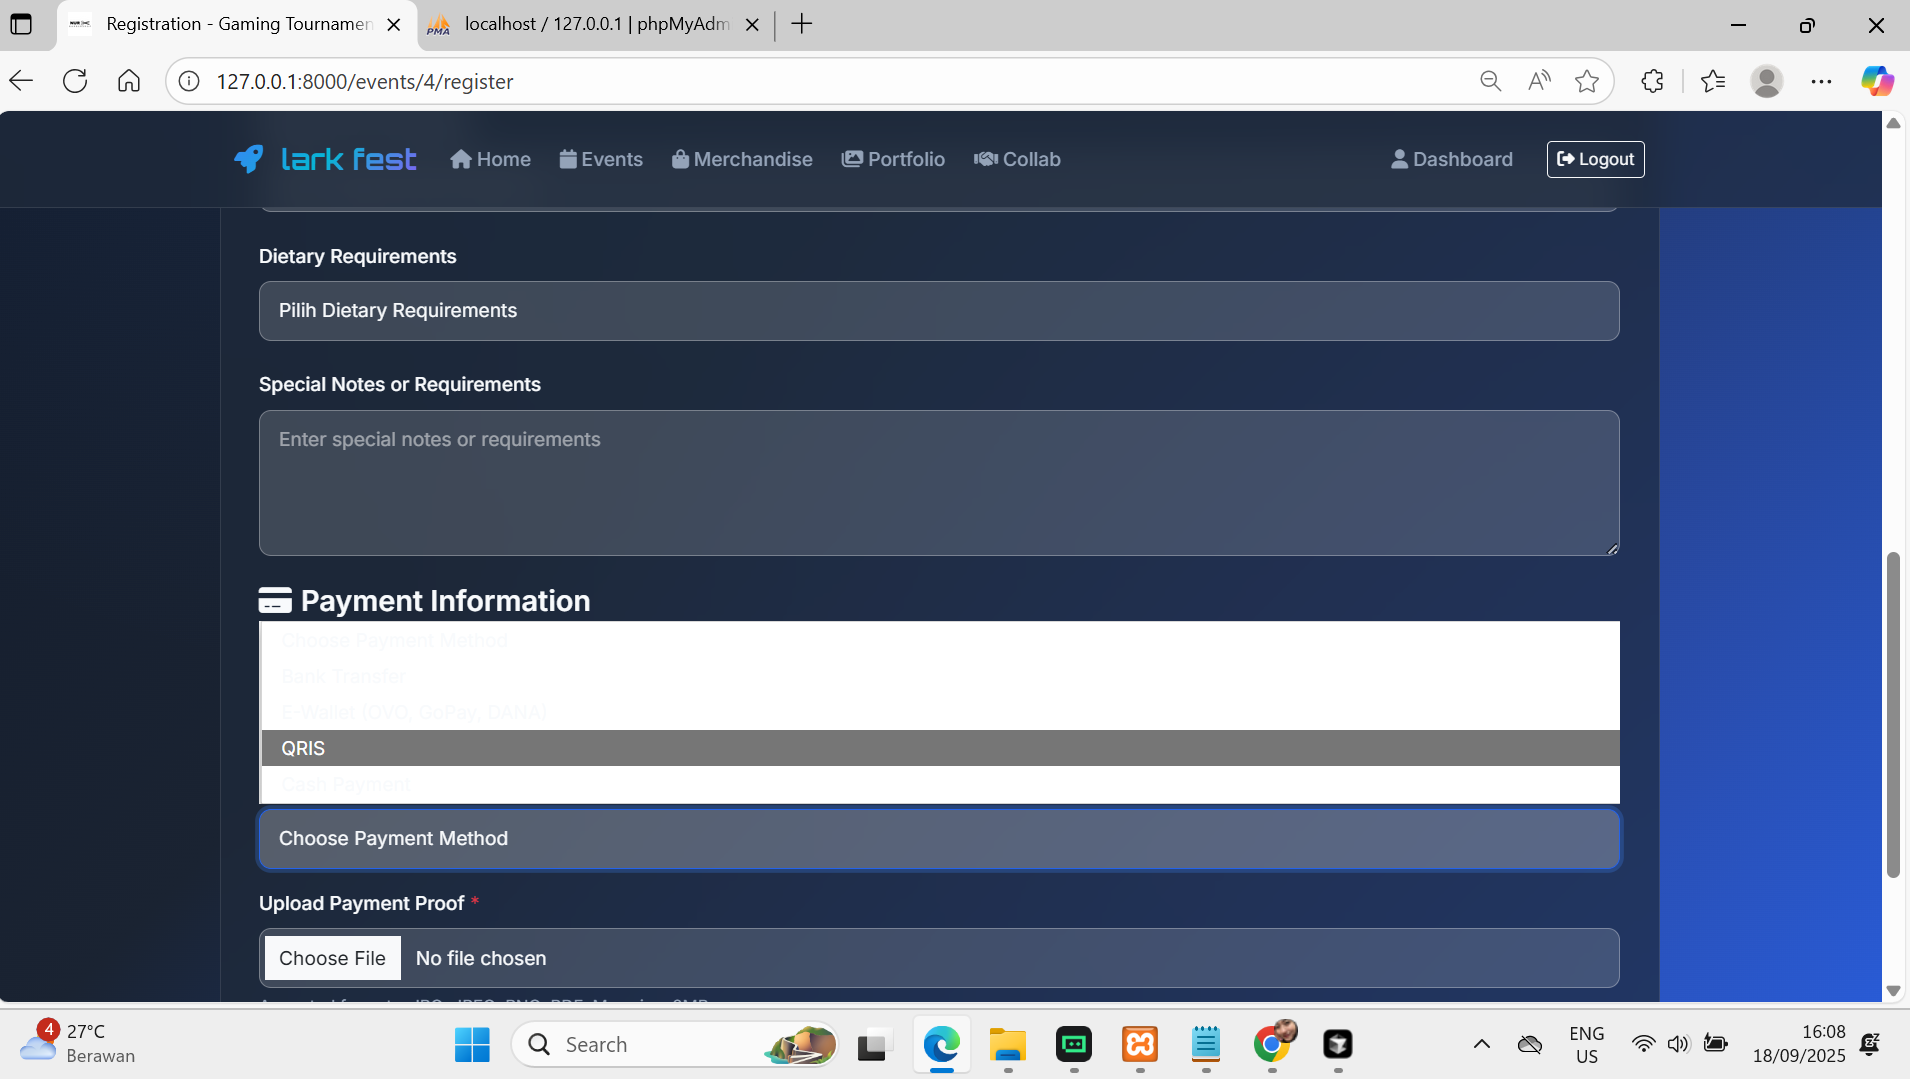 Registration - Gaming Tournamen
localhost / 127.0.0.1 | phpMyAdm
127.0.0.1:8000/events/4/register
lark fest
Home
Events
Merchandise
Portfolio
Collab
Dashboard
Logout
Dietary Requirements
Pilih Dietary Requirements
Special Notes or Requirements
Enter special notes or requirements
Payment Information
Choose Payment Method
Bank Transfer
E-Wallet (OVO, GoPay, DANA)
QRIS
Cash Payment
Choose Payment Method
Upload Payment Proof *
Choose File No file chosen
4
27°C
Berawan
Search
ENG
US
16:08
18/09/2025